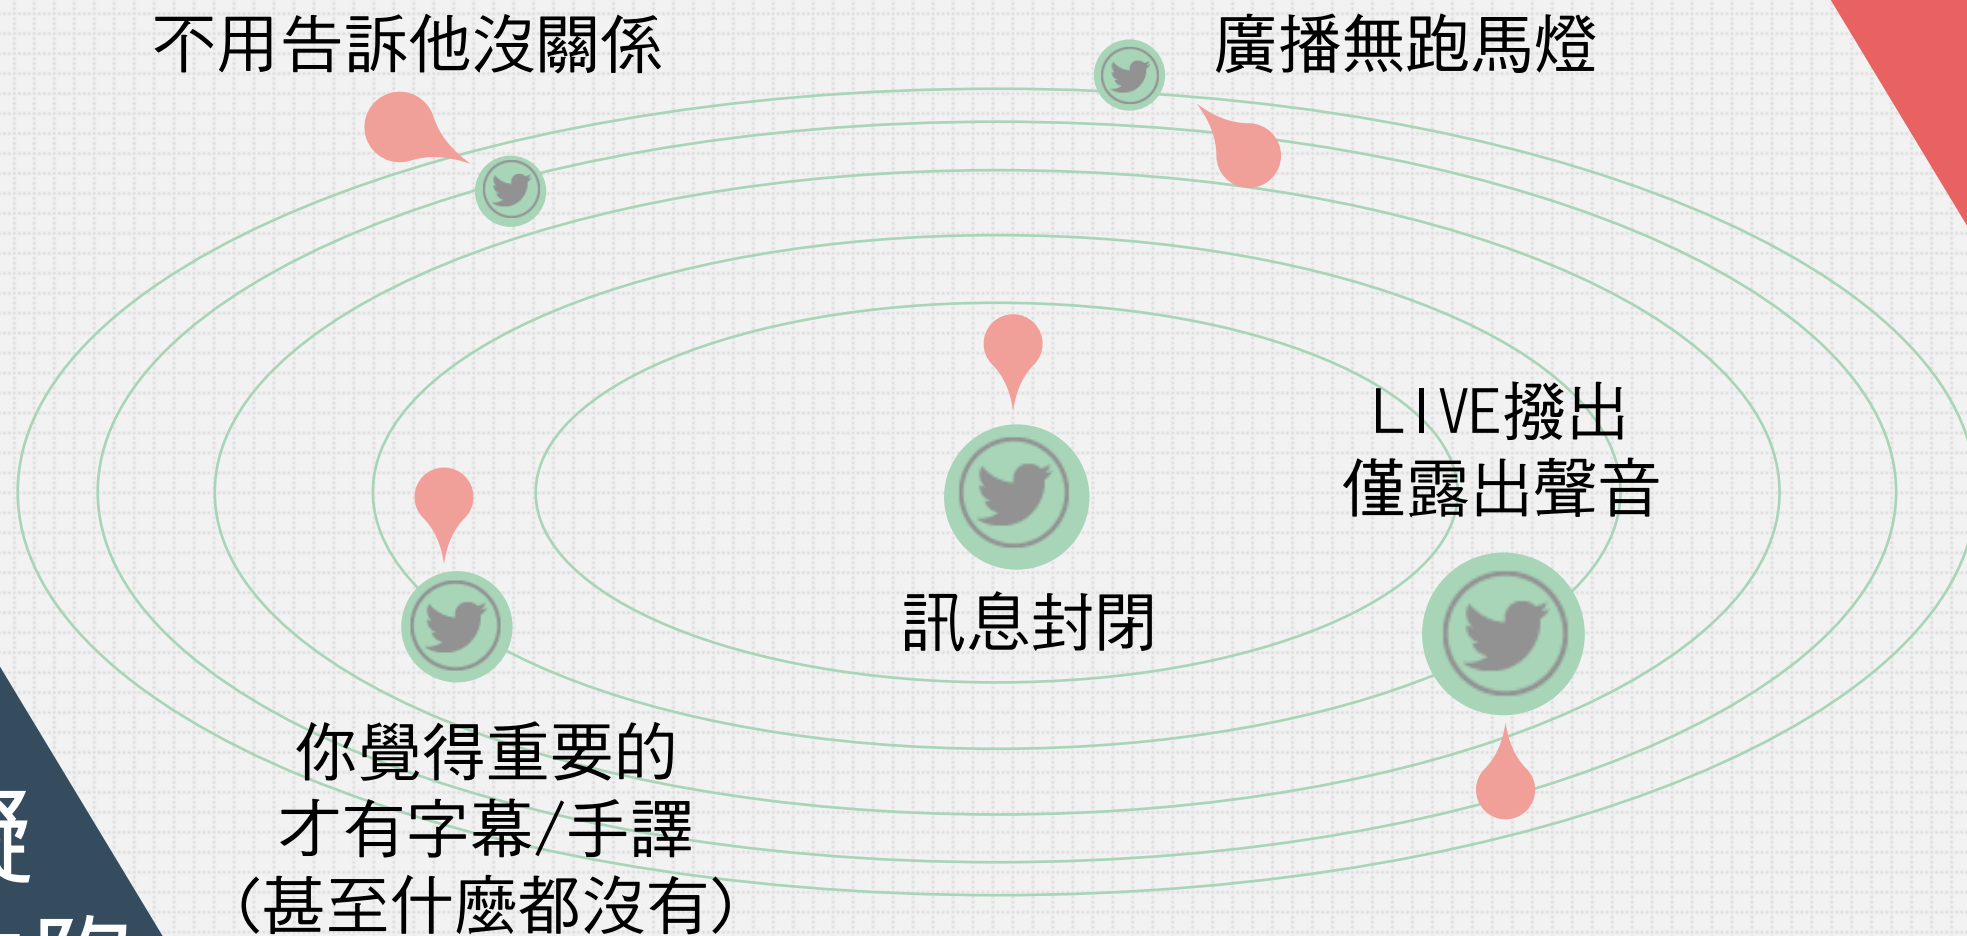 不用告訴他沒關係
廣播無跑馬燈
LIVE撥出
僅露出聲音
訊息封閉
你覺得重要的
才有字幕/手譯
(甚至什麼都沒有)